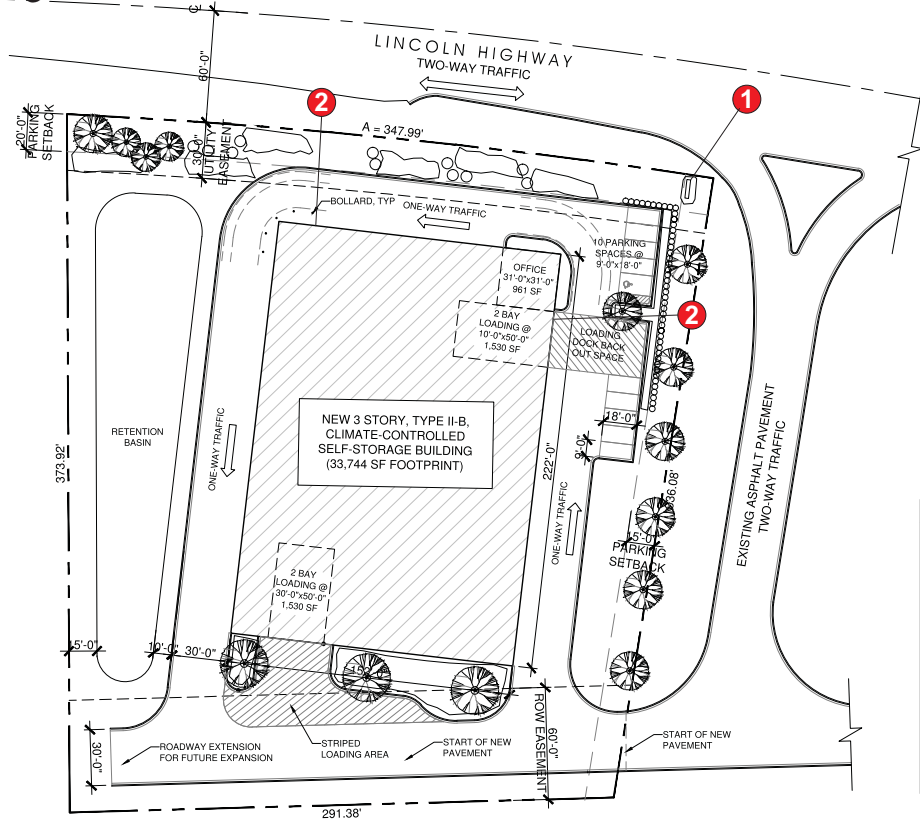 LINCOLN HIGHWAY
TWO-WAY TRAFFIC
60'-0"
2
1
A = 347.99'
20'-0"
PARKING
SETBACK
30'-0"
UTILITY
EASEMENT
BOLLARD, TYP
ONE-WAY TRAFFIC
10 PARKING
SPACES @
9'-0"x18'-0"
OFFICE
31'-0"x31'-0"
961 SF
2 BAY
LOADING @
10'-0"x50'-0"
1,530 SF
2
LOADING
DOCK BACK
OUT SPACE
NEW 3 STORY, TYPE II-B,
CLIMATE-CONTROLLED
SELF-STORAGE BUILDING
(33,744 SF FOOTPRINT)
RETENTION
BASIN
373.92'
ONE-WAY TRAFFIC
18'-0"
9'-0"
222'-0"
36.08'
ONE-WAY TRAFFIC
15'-0"
PARKING
SETBACK
EXISTING ASPHALT PAVEMENT
TWO-WAY TRAFFIC
2 BAY
LOADING @
30'-0"x50'-0"
1,530 SF
5'-0"
10'-0"
30'-0"
30'-0"
ROADWAY EXTENSION
FOR FUTURE EXPANSION
STRIPED
LOADING AREA
START OF NEW
PAVEMENT
ROW EASEMENT
60'-0"
START OF NEW
PAVEMENT
291.38'